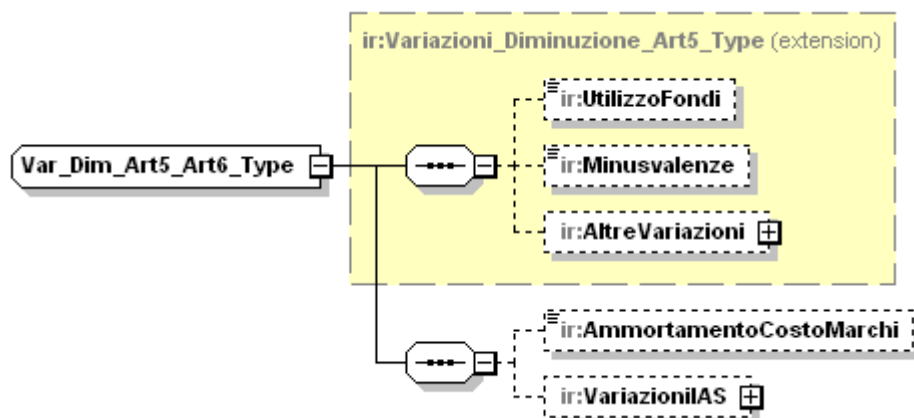 ir:Variazioni_Diminuzione_Art5_Type (extension)
ir:UtilizzoFondi
Var_Dim_Art5_Art6_Type
ir:Minusvalenze
ir:AltreVariazioni
ir:AmmortamentoCostoMarchi
ir:VariazioniIAS